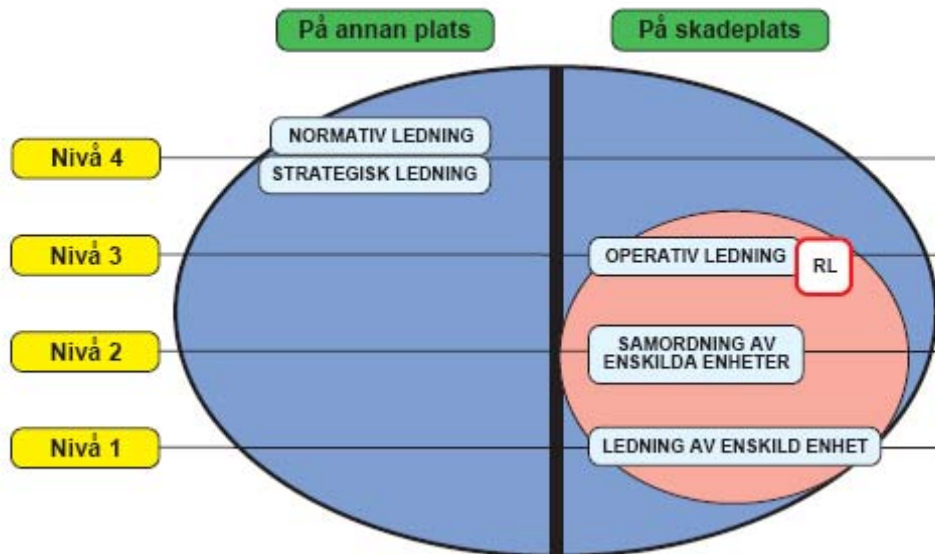 På annan plats
På skadeplats
Nivå 4
NORMATIV LEDNING
STRATEGISK LEDNING
Nivå 3
OPERATIV LEDNING
RL
Nivå 2
SAMORDNING AV
ENSKILDA ENHETER
Nivå 1
LEDNING AV ENSKILD ENHET